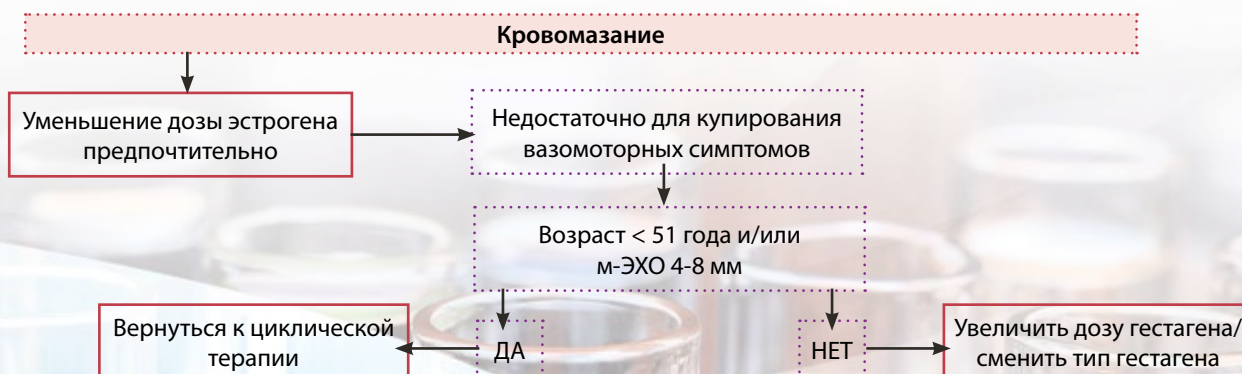 Кровомазание
Уменьшение дозы эстрогена
предпочтительно
Недостаточно для купирования
вазомоторных симптомов
Возраст < 51 года и/или
м-ЭХО 4-8 мм
Вернуться к циклической
терапии
ДА
НЕТ
Увеличить дозу гестагена/
сменить тип гестагена